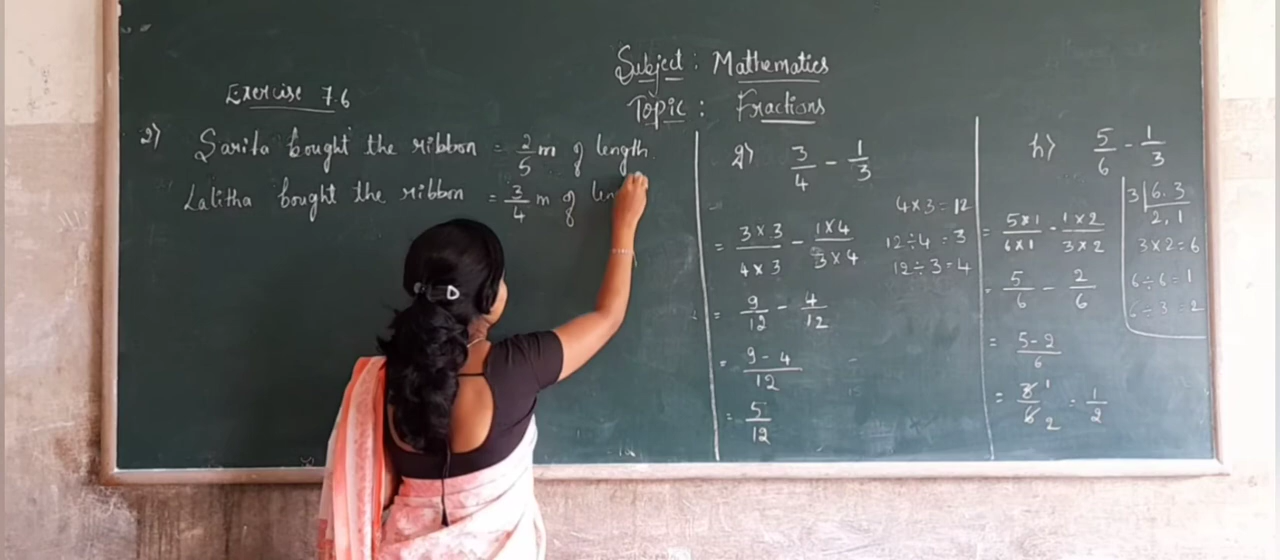 Subject : Mathematics
Topic : Fractions
Exercise 7.6
2) Sarita bought the ribbon = 2/5 m of length.
Lalitha bought the ribbon = 3/4 m of len
g) 3/4 - 1/3
4 x 3 = 12
12 ÷ 4 = 3
12 ÷ 3 = 4
= 3 x 3/4 x 3 - 1 x 4/3 x 4
= 9/12 - 4/12
= 9 - 4/12
= 5/12
h) 5/6 - 1/3
3 | 6. 3
2, 1
3 x 2 = 6
6 ÷ 6 = 1
6 ÷ 3 = 2
= 5 x 1/6 x 1 - 1 x 2/3 x 2
= 5/6 - 2/6
= 5 - 2/6
= 3 1/6 2 = 1/2